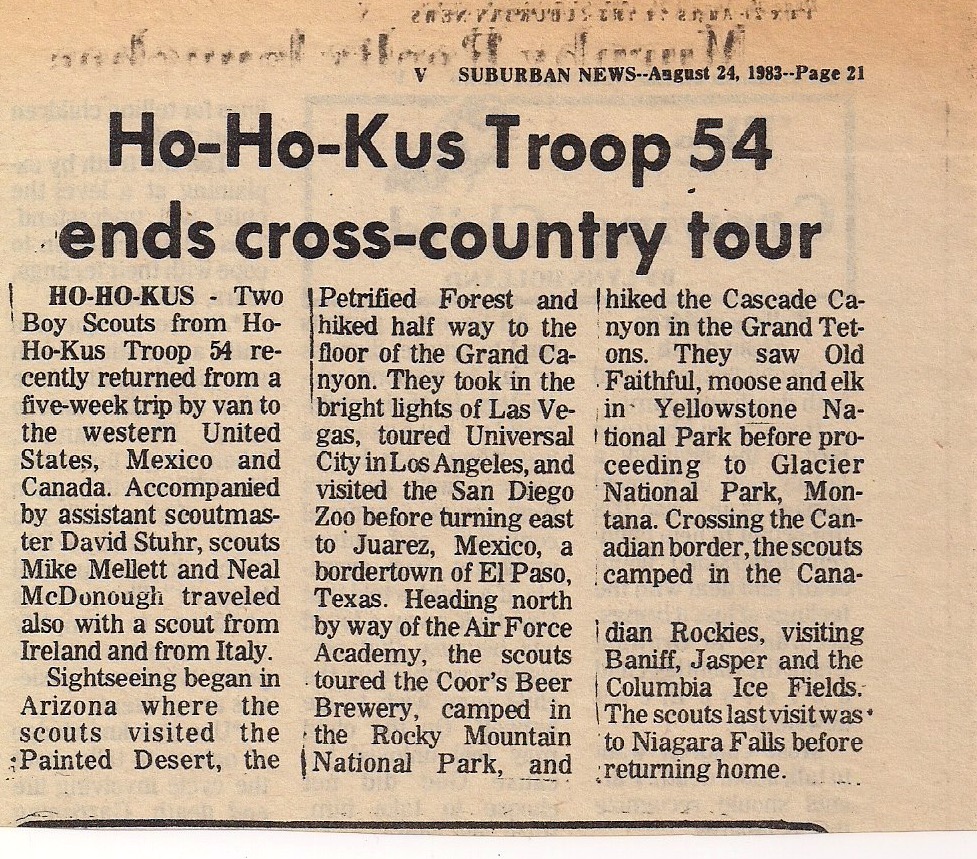 V SUBURBAN NEWS--August 24, 1983--Page 21
Ho-Ho-Kus Troop 54
ends cross-country tour
HO-HO-KUS - Two
Boy Scouts from Ho-
Ho-Kus Troop 54 re-
cently returned from a
five-week trip by van to
the western United
States, Mexico and
Canada. Accompanied
by assistant scoutmas-
ter David Stuhr, scouts
Mike Mellett and Neal
McDonough traveled
also with a scout from
Ireland and from Italy.
Sightseeing began in
Arizona where the
scouts visited the
Painted Desert, the
Petrified Forest and
hiked half way to the
floor of the Grand Ca-
nyon. They took in the
bright lights of Las Ve-
gas, toured Universal
City in Los Angeles, and
visited the San Diego
Zoo before turning east
to Juarez, Mexico, a
bordertown of El Paso,
Texas. Heading north
by way of the Air Force
Academy, the scouts
toured the Coor's Beer
Brewery, camped in
the Rocky Mountain
National Park, and
hiked the Cascade Ca-
nyon in the Grand Tet-
ons. They saw Old
Faithful, moose and elk
in Yellowstone Na-
tional Park before pro-
ceeding to Glacier
National Park, Mon-
tana. Crossing the Can-
adian border, the scouts
camped in the Cana-
dian Rockies, visiting
Baniff, Jasper and the
Columbia Ice Fields.
The scouts last visit was
to Niagara Falls before
returning home.